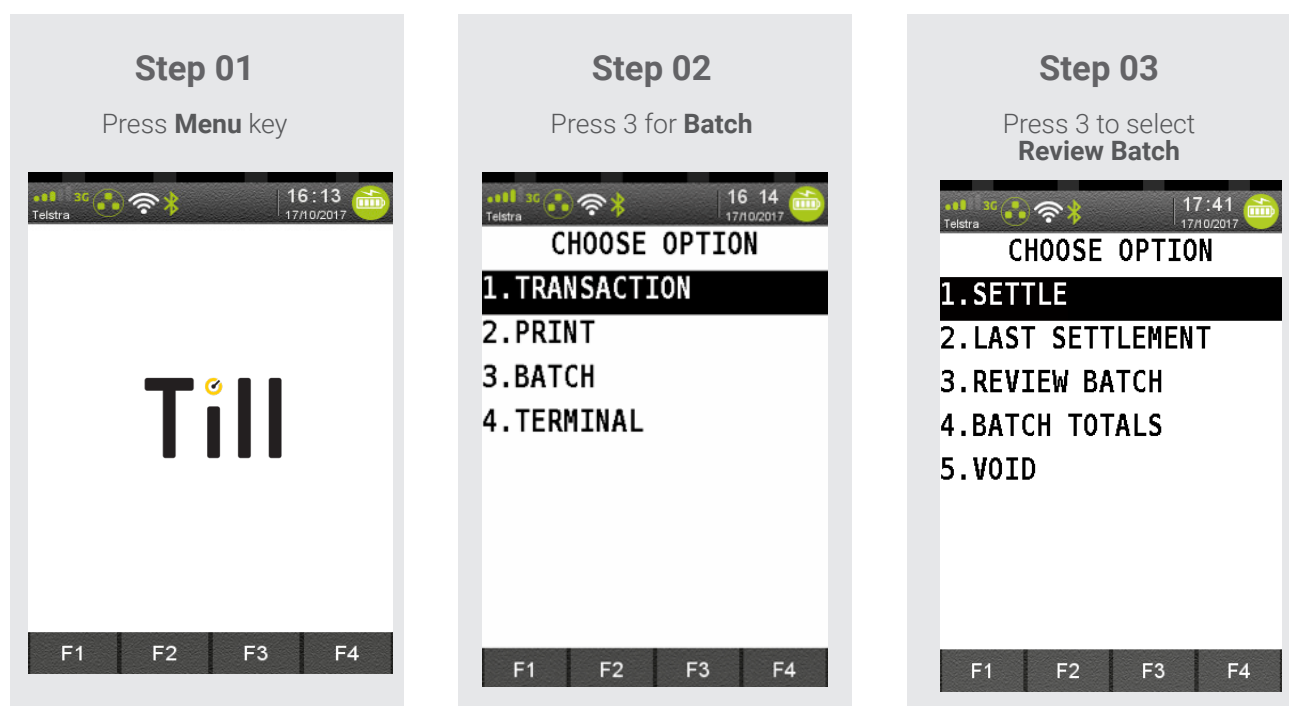 Step 01
Press Menu key
3G
Telstra
16:13
17/10/2017
Till
F1 F2 F3 F4
Step 02
Press 3 for Batch
3G
Telstra
16 14
17/10/2017
CHOOSE OPTION
1.TRANSACTION
2.PRINT
3.BATCH
4.TERMINAL
F1 F2 F3 F4
Step 03
Press 3 to select
Review Batch
3G
Telstra
17:41
17/10/2017
CHOOSE OPTION
1.SETTLE
2.LAST SETTLEMENT
3.REVIEW BATCH
4.BATCH TOTALS
5.VOID
F1 F2 F3 F4